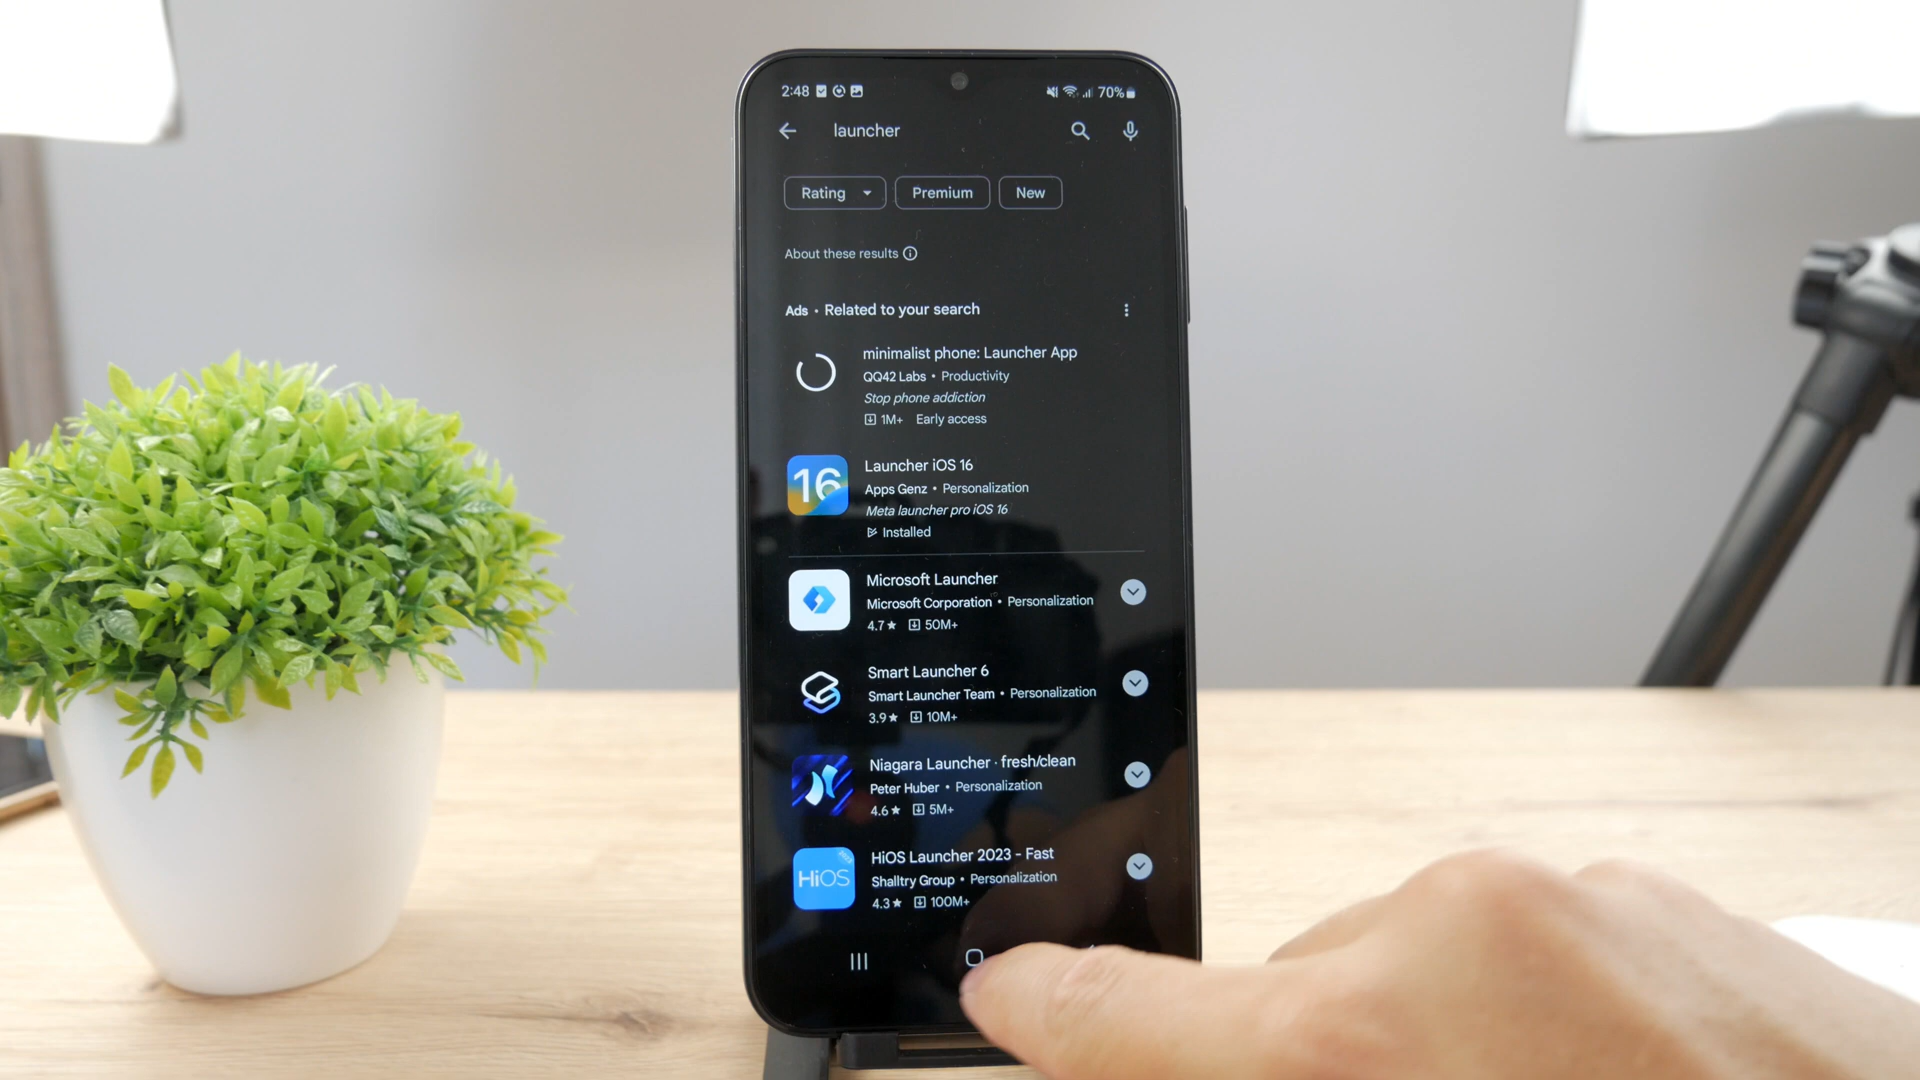 2:48 70%
launcher
Rating Premium New
About these results
Ads • Related to your search
minimalist phone: Launcher App
QQ42 Labs • Productivity
Stop phone addiction
1M+ Early access
16
Launcher iOS 16
Apps Genz • Personalization
Meta launcher pro iOS 16
Installed
Microsoft Launcher
Microsoft Corporation • Personalization
4.7★ 50M+
Smart Launcher 6
Smart Launcher Team • Personalization
3.9★ 10M+
Niagara Launcher · fresh/clean
Peter Huber • Personalization
4.6★ 5M+
HiOS
HiOS Launcher 2023 - Fast
Shalltry Group • Personalization
4.3★ 100M+